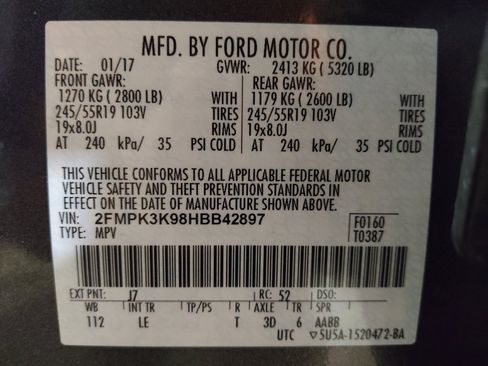 MFD. BY FORD MOTOR CO.
DATE: 01/17 GVWR: 2413 KG ( 5320 LB)
FRONT GAWR: REAR GAWR:
1270 KG ( 2800 LB) WITH 1179 KG ( 2600 LB) WITH
245/55R19 103V TIRES 245/55R19 103V TIRES
19x8.0J RIMS 19x8.0J RIMS
AT 240 kPa/ 35 PSI COLD AT 240 kPa/ 35 PSI COLD
THIS VEHICLE CONFORMS TO ALL APPLICABLE FEDERAL MOTOR
VEHICLE SAFETY AND THEFT PREVENTION STANDARDS IN
EFFECT ON THE DATE OF MANUFACTURE SHOWN ABOVE.
VIN: 2FMPK3K98HBB42897 F0160
TYPE: MPV T0387
EXT PNT: J7 RC: 52 DSO:
WB INT TR TP/PS R AXLE TR SPR
112 LE T 3D 6 AABB
UTC ▽5U5A-1520472-BA